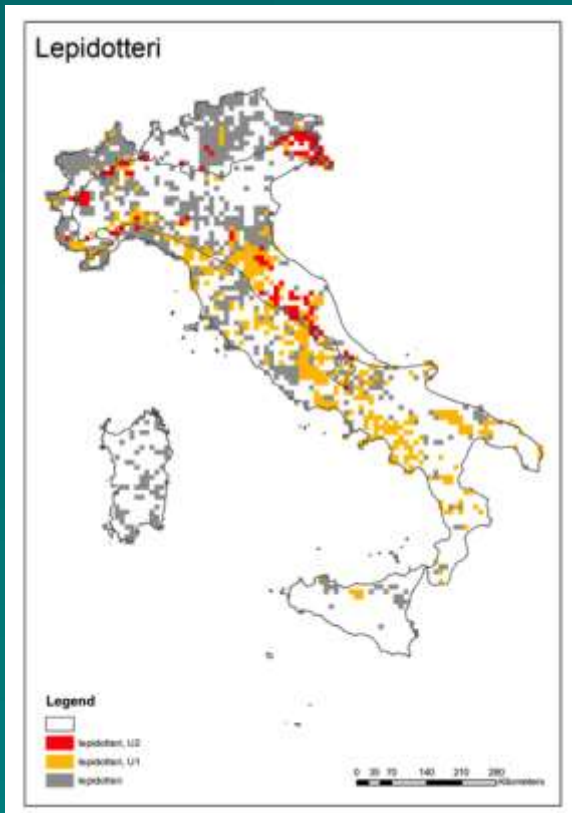 Lepidotteri
Legend
lepidotteri, U2
lepidotteri, U1
lepidotteri
0 35 70 140 210 280
Kilometers